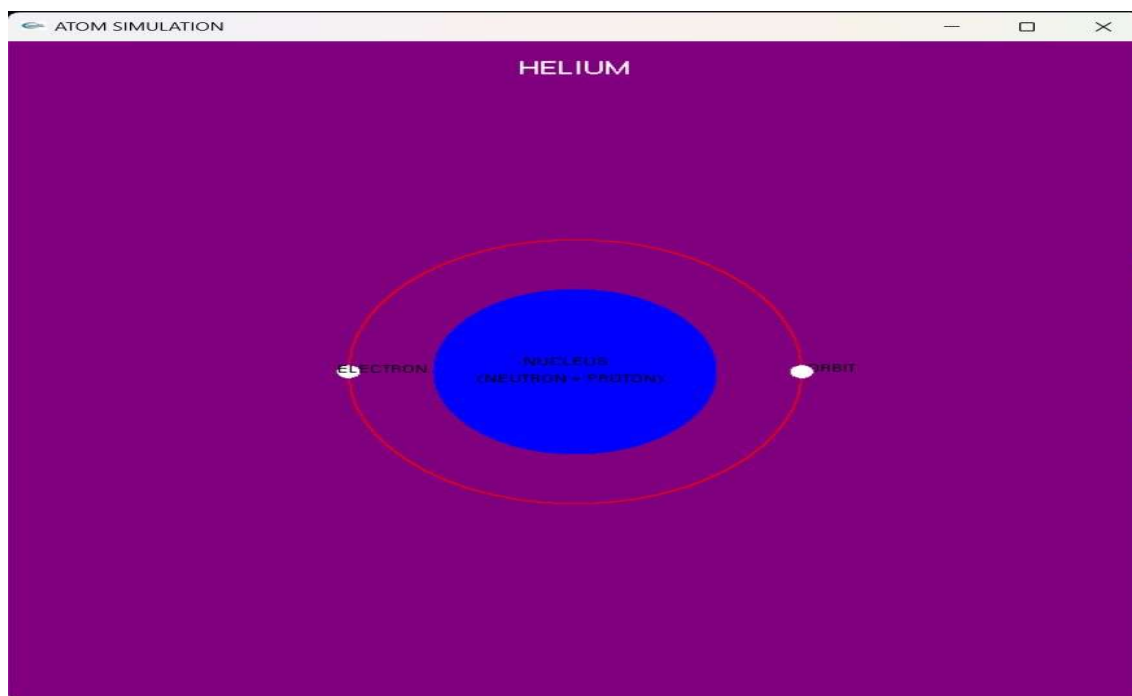 ATOM SIMULATION
HELIUM
NUCLEUS
(NEUTRON + PROTON)
ELECTRON
ORBIT